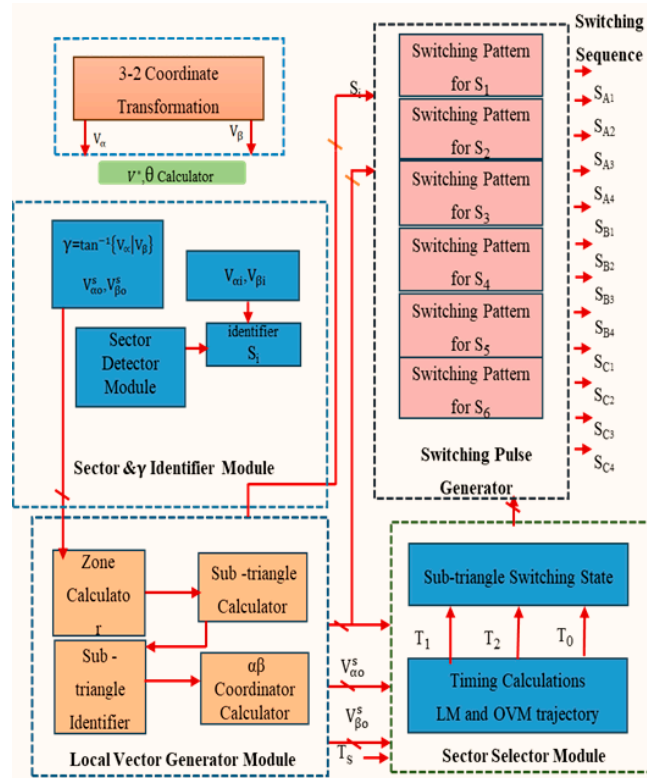 3-2 Coordinate
Transformation
Vα
Vβ
V*,θ Calculator
γ=tan⁻¹{Vα|Vβ}
Vˢαo,Vˢβo
Vαi,Vβi
Sector
Detector
Module
identifier
Si
Sector &γ Identifier Module
Si
Switching Pattern
for S1
Switching Pattern
for S2
Switching Pattern
for S3
Switching Pattern
for S4
Switching Pattern
for S5
Switching Pattern
for S6
Switching Pulse
Generator
Switching
Sequence
SA1
SA2
SA3
SA4
SB1
SB2
SB3
SB4
SC1
SC2
SC3
SC4
Zone
Calculato
r
Sub -triangle
Calculator
Sub -
triangle
Identifier
αβ
Coordinator
Calculator
Local Vector Generator Module
Vˢαo
Vˢβo
Ts
Sub-triangle Switching State
T1
T2
T0
Timing Calculations
LM and OVM trajectory
Sector Selector Module